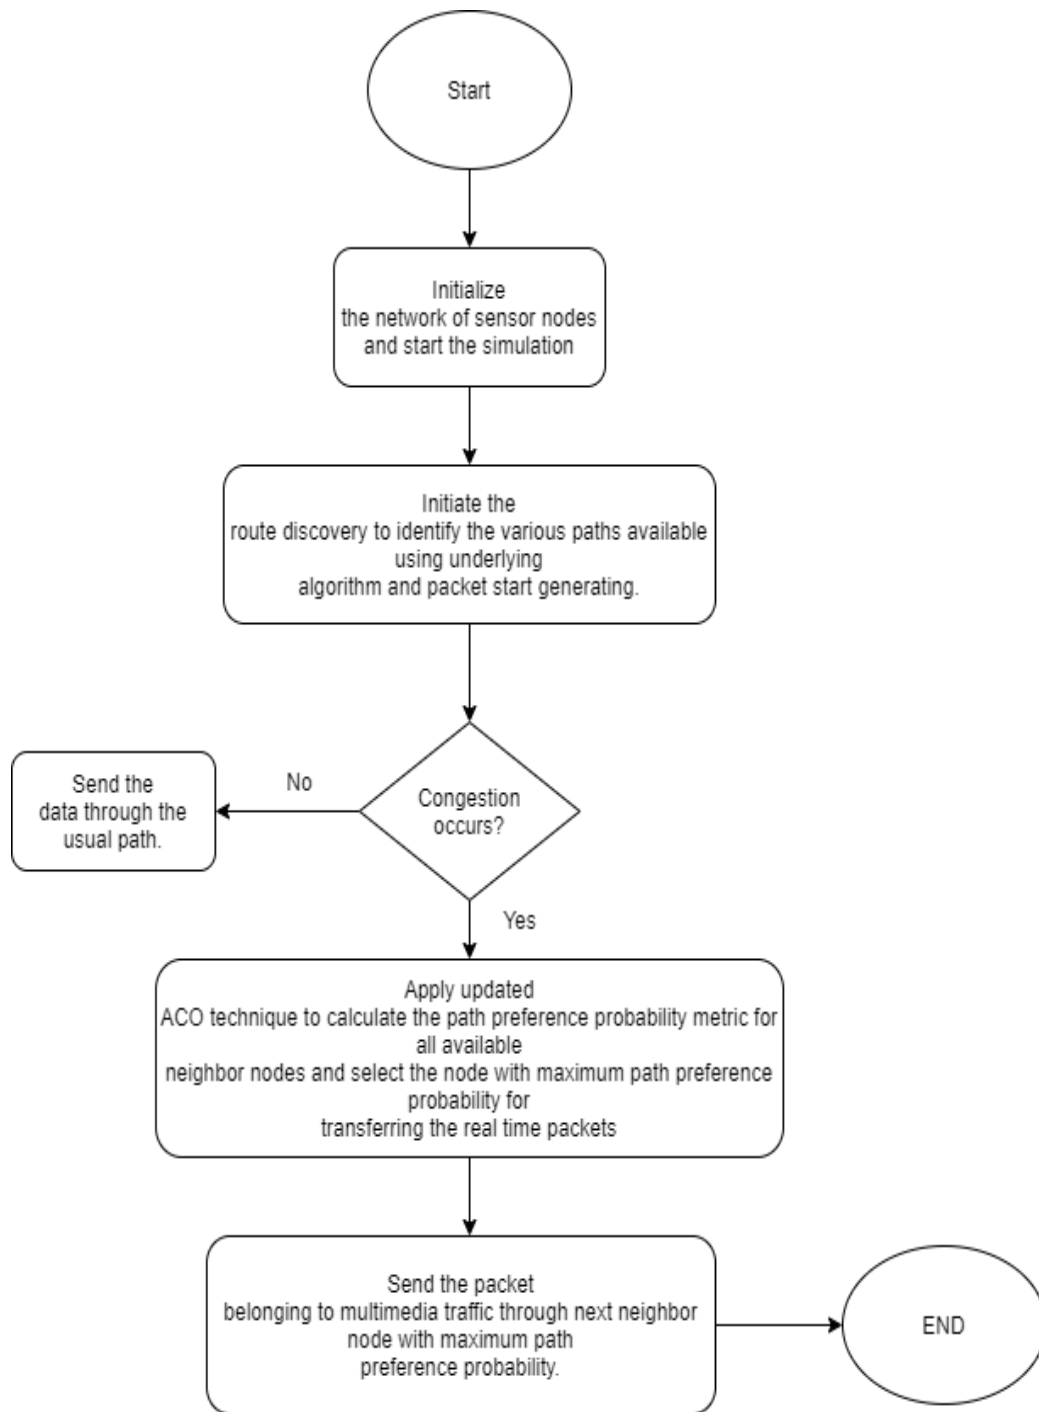 Start
Initialize
the network of sensor nodes
and start the simulation
Initiate the
route discovery to identify the various paths available
using underlying
algorithm and packet start generating.
Congestion
occurs?
No
Send the
data through the
usual path.
Yes
Apply updated
ACO technique to calculate the path preference probability metric for
all available
neighbor nodes and select the node with maximum path preference
probability for
transferring the real time packets
Send the packet
belonging to multimedia traffic through next neighbor
node with maximum path
preference probability.
END